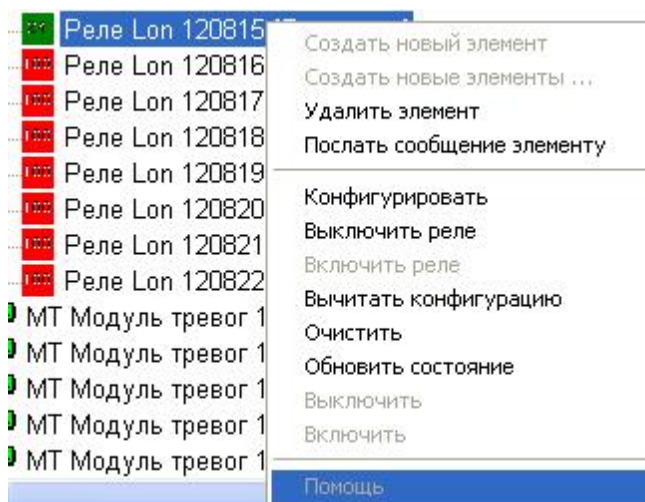 Реле Lon 120815
Реле Lon 120816
Реле Lon 120817
Реле Lon 120818
Реле Lon 120819
Реле Lon 120820
Реле Lon 120821
Реле Lon 120822
МТ Модуль тревог 1
МТ Модуль тревог 1
МТ Модуль тревог 1
МТ Модуль тревог 1
МТ Модуль тревог 1
Создать новый элемент
Создать новые элементы ...
Удалить элемент
Послать сообщение элементу
Конфигурировать
Выключить реле
Включить реле
Вычитать конфигурацию
Очистить
Обновить состояние
Выключить
Включить
Помощь